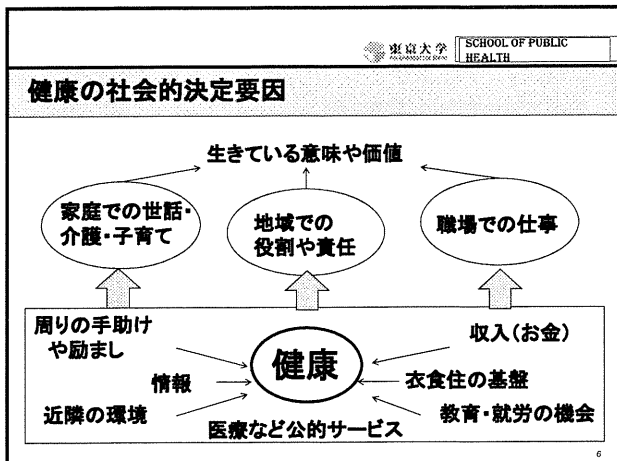 東京大学
SCHOOL OF PUBLIC
HEALTH
健康の社会的決定要因
生きている意味や価値
家庭での世話・
介護・子育て
地域での
役割や責任
職場での仕事
周りの手助け
や励まし
収入(お金)
健康
情報
衣食住の基盤
近隣の環境
教育・就労の機会
医療など公的サービス
6